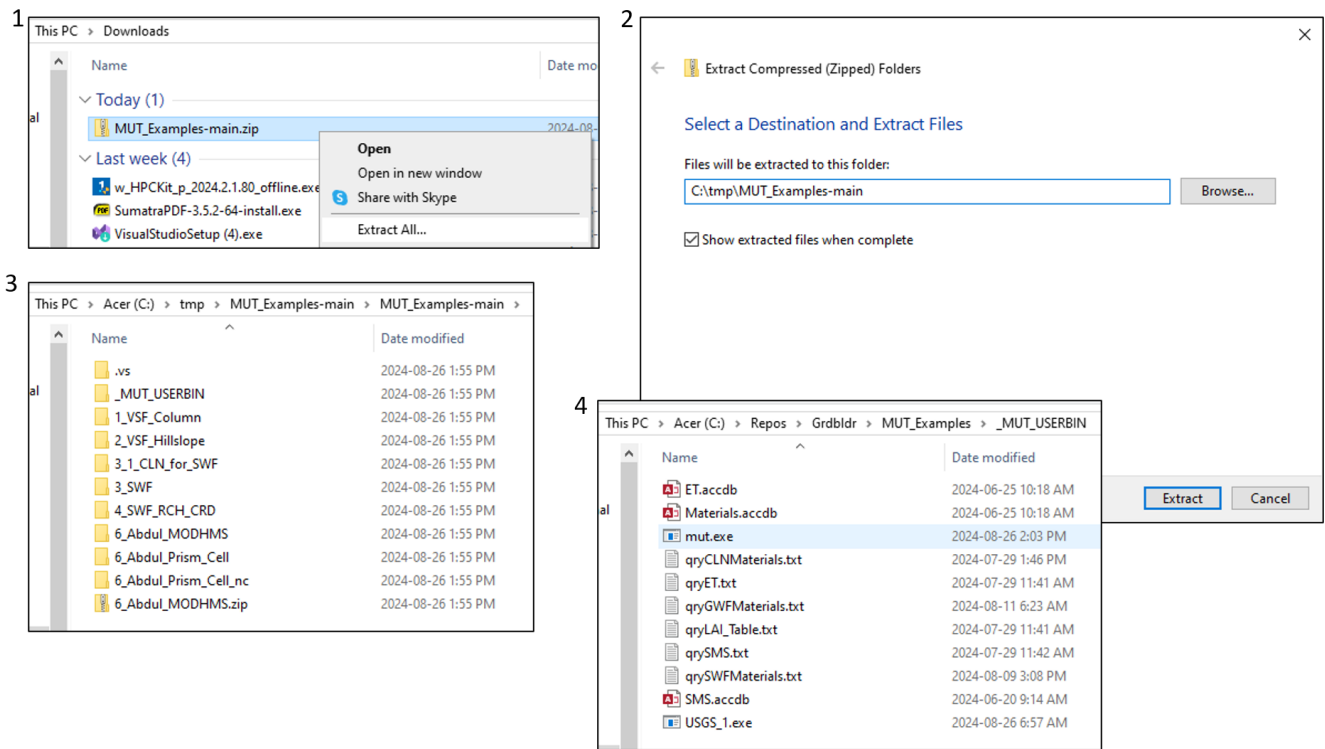 1
This PC > Downloads
Name Date mo
Today (1)
al
MUT_Examples-main.zip 2024-08-
Last week (4)
w_HPCKit_p_2024.2.1.80_offline.exe
SumatraPDF-3.5.2-64-install.exe
VisualStudioSetup (4).exe
Open
Open in new window
Share with Skype
Extract All...
2
Extract Compressed (Zipped) Folders
Select a Destination and Extract Files
Files will be extracted to this folder:
C:\tmp\MUT_Examples-main Browse...
Show extracted files when complete
Extract Cancel
3
This PC > Acer (C:) > tmp > MUT_Examples-main > MUT_Examples-main >
Name Date modified
.vs 2024-08-26 1:55 PM
al
_MUT_USERBIN 2024-08-26 1:55 PM
1_VSF_Column 2024-08-26 1:55 PM
2_VSF_Hillslope 2024-08-26 1:55 PM
3_1_CLN_for_SWF 2024-08-26 1:55 PM
3_SWF 2024-08-26 1:55 PM
4_SWF_RCH_CRD 2024-08-26 1:55 PM
6_Abdul_MODHMS 2024-08-26 1:55 PM
6_Abdul_Prism_Cell 2024-08-26 1:55 PM
6_Abdul_Prism_Cell_nc 2024-08-26 1:55 PM
6_Abdul_MODHMS.zip 2024-08-26 1:55 PM
4
This PC > Acer (C:) > Repos > Grdbldr > MUT_Examples > _MUT_USERBIN
Name Date modified
ET.accdb 2024-06-25 10:18 AM
al
Materials.accdb 2024-06-25 10:18 AM
mut.exe 2024-08-26 2:03 PM
qryCLNMaterials.txt 2024-07-29 1:46 PM
qryET.txt 2024-07-29 11:41 AM
qryGWFMaterials.txt 2024-08-11 6:23 AM
qryLAI_Table.txt 2024-07-29 11:41 AM
qrySMS.txt 2024-07-29 11:42 AM
qrySWFMaterials.txt 2024-08-09 3:08 PM
SMS.accdb 2024-06-20 9:14 AM
USGS_1.exe 2024-08-26 6:57 AM